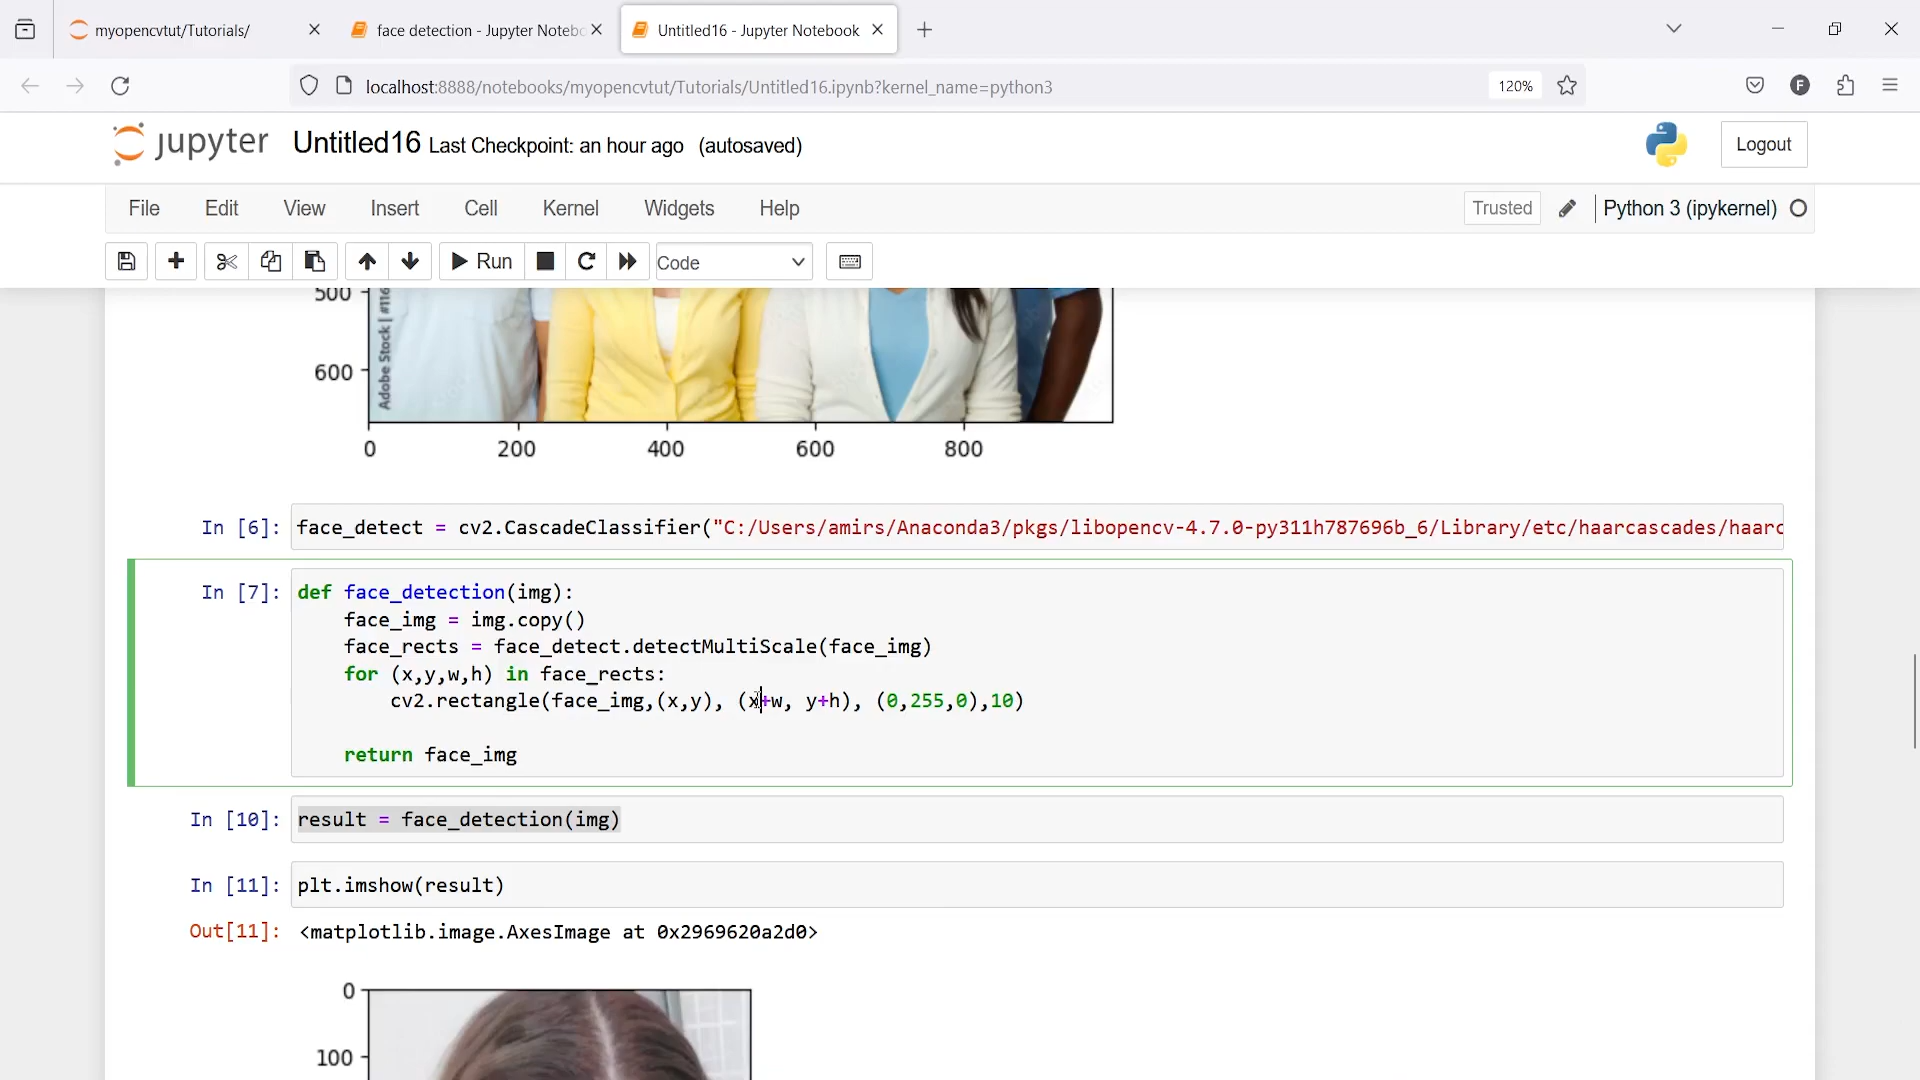 myopencvtut/Tutorials/
face detection - Jupyter Notebo
Untitled16 - Jupyter Notebook
localhost:8888/notebooks/myopencvtut/Tutorials/Untitled16.ipynb?kernel_name=python3
120%
F
jupyter
Untitled16 Last Checkpoint: an hour ago (autosaved)
Logout
File Edit View Insert Cell Kernel Widgets Help
Trusted
Python 3 (ipykernel)
Run
Code
500
600
Adobe Stock | #116
0 200 400 600 800
In [6]: face_detect = cv2.CascadeClassifier("C:/Users/amirs/Anaconda3/pkgs/libopencv-4.7.0-py311h787696b_6/Library/etc/haarcascades/haarc
In [7]: def face_detection(img):
face_img = img.copy()
face_rects = face_detect.detectMultiScale(face_img)
for (x,y,w,h) in face_rects:
cv2.rectangle(face_img,(x,y), (x+w, y+h), (0,255,0),10)
return face_img
In [10]: result = face_detection(img)
In [11]: plt.imshow(result)
Out[11]: <matplotlib.image.AxesImage at 0x2969620a2d0>
0
100